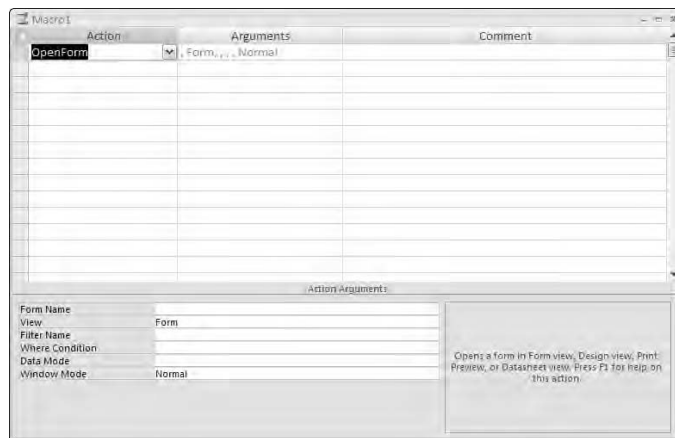 Macro1
Action Arguments Comment
OpenForm , Form, , , , Normal
Action Arguments
Form Name
View Form
Filter Name
Where Condition
Data Mode
Window Mode Normal
Opens a form in Form view, Design view, Print
Preview, or Datasheet view. Press F1 for help on
this action.